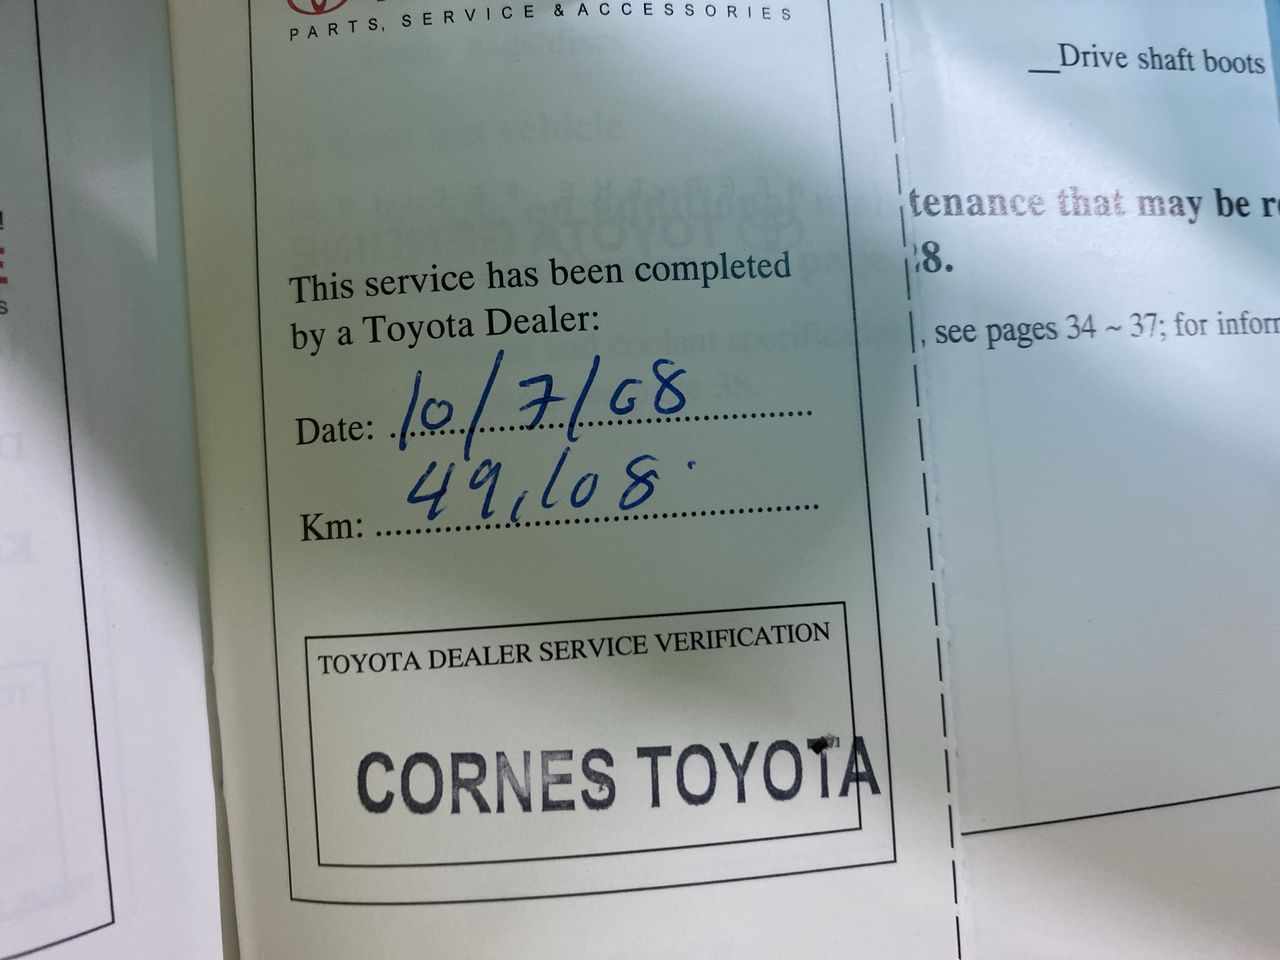 PARTS, SERVICE & ACCESSORIES
This service has been completed
by a Toyota Dealer:
Date: 10/7/08
Km: 49,108
TOYOTA DEALER SERVICE VERIFICATION
CORNES TOYOTA
__Drive shaft boots
tenance that may be
8.
, see pages 34 ~ 37; for